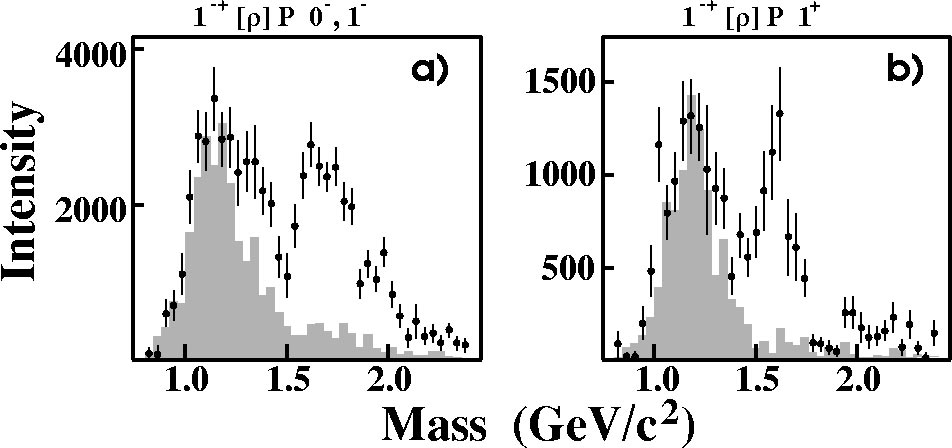 1⁻⁺ [ρ] P 0⁻, 1⁻
1⁻⁺ [ρ] P 1⁺
4000
2000
Intensity
a)
1.0 1.5 2.0
1500
1000
500
b)
1.0 1.5 2.0
Mass (GeV/c²)